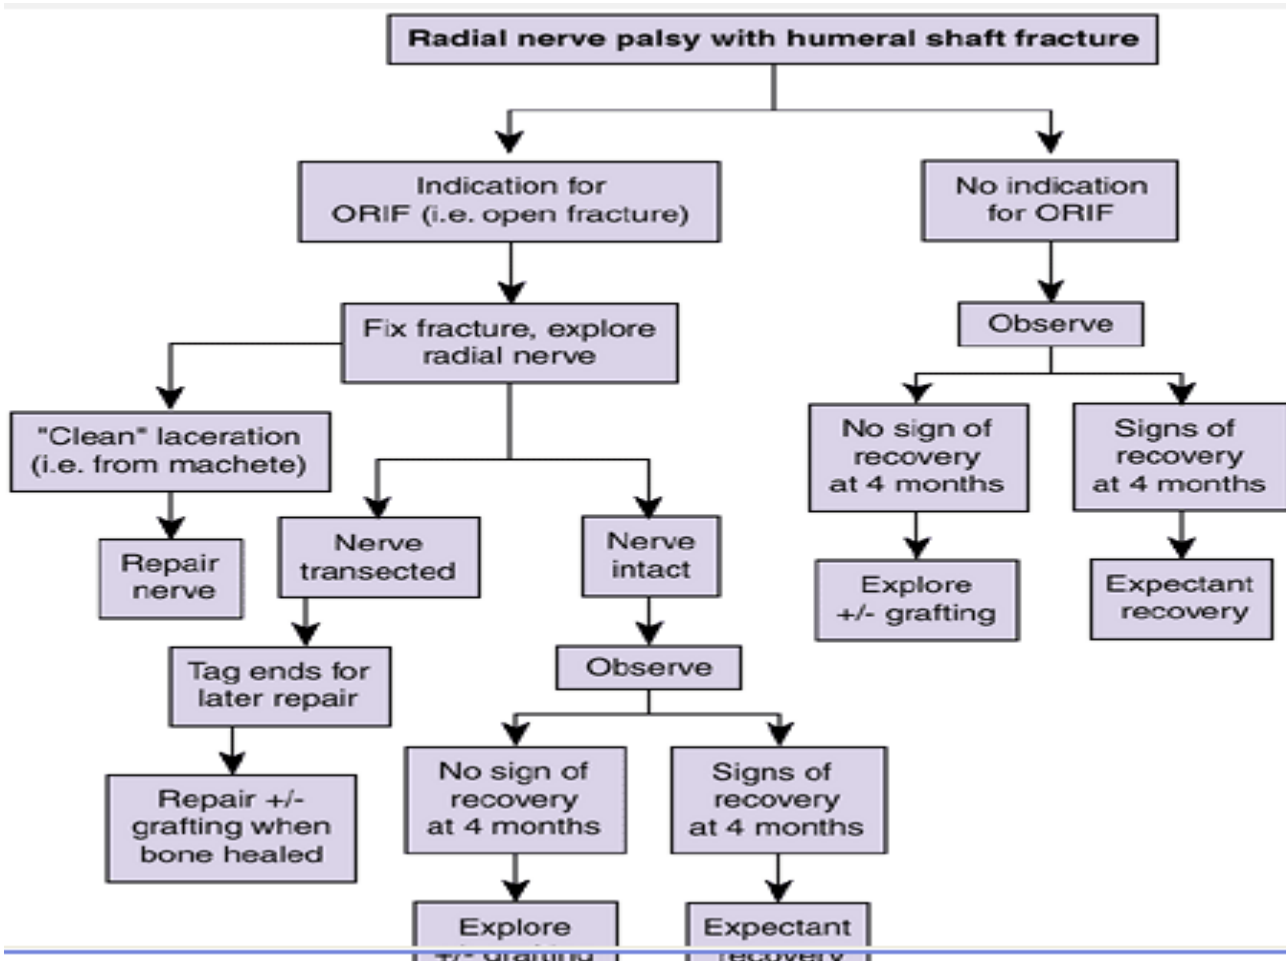 Radial nerve palsy with humeral shaft fracture
Indication for
ORIF (i.e. open fracture)
No indication
for ORIF
Fix fracture, explore
radial nerve
Observe
"Clean" laceration
(i.e. from machete)
No sign of
recovery
at 4 months
Signs of
recovery
at 4 months
Repair
nerve
Nerve
transected
Nerve
intact
Explore
+/- grafting
Expectant
recovery
Tag ends for
later repair
Observe
Repair +/-
grafting when
bone healed
No sign of
recovery
at 4 months
Signs of
recovery
at 4 months
Explore
+/- grafting
Expectant
recovery